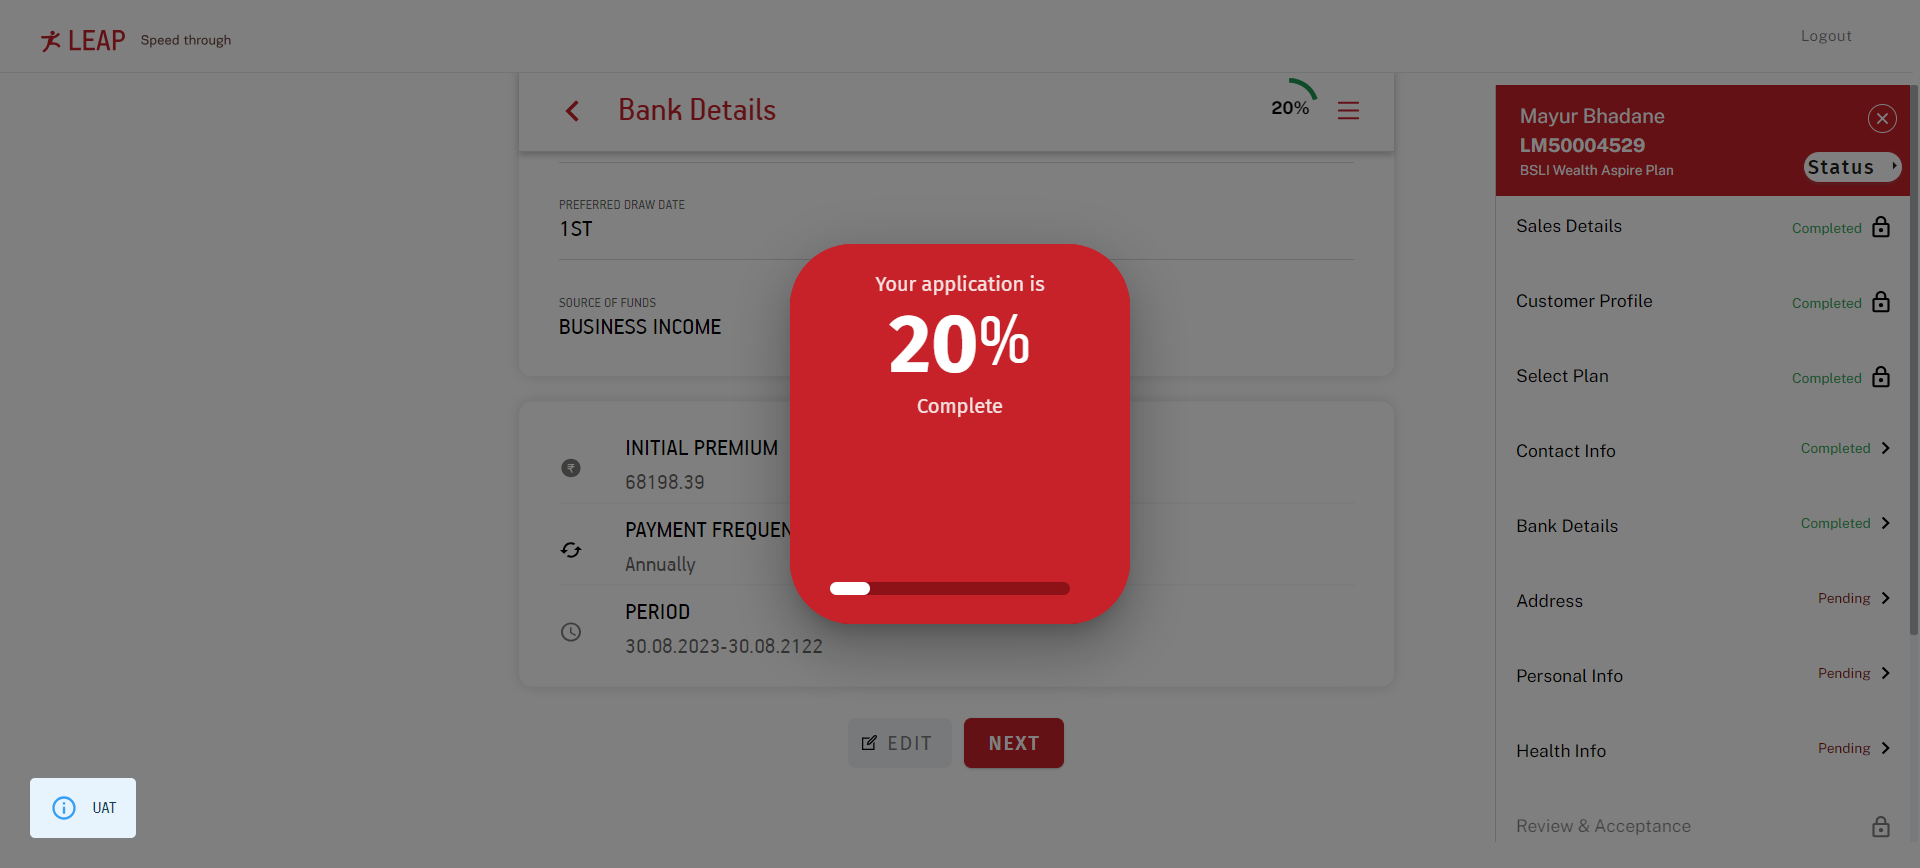 LEAP Speed through
Logout
Bank Details
20%
PREFERRED DRAW DATE
1ST
SOURCE OF FUNDS
BUSINESS INCOME
INITIAL PREMIUM
68198.39
PAYMENT FREQUEN
Annually
PERIOD
30.08.2023-30.08.2122
EDIT
NEXT
Your application is
20%
Complete
Mayur Bhadane
LM50004529
BSLI Wealth Aspire Plan
Status
Sales Details Completed
Customer Profile Completed
Select Plan Completed
Contact Info Completed
Bank Details Completed
Address Pending
Personal Info Pending
Health Info Pending
Review & Acceptance
UAT